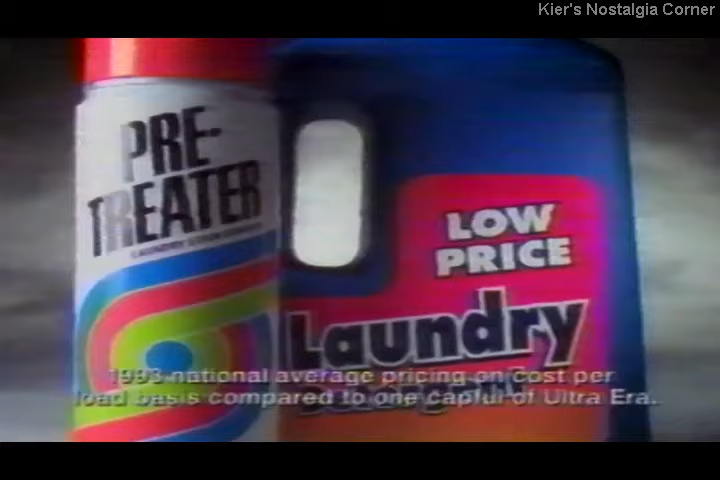 Kier's Nostalgia Corner
PRE-
TREATER
LOW
PRICE
Laundry
1993 national average pricing on cost per
load basis compared to one capful of Ultra Era.